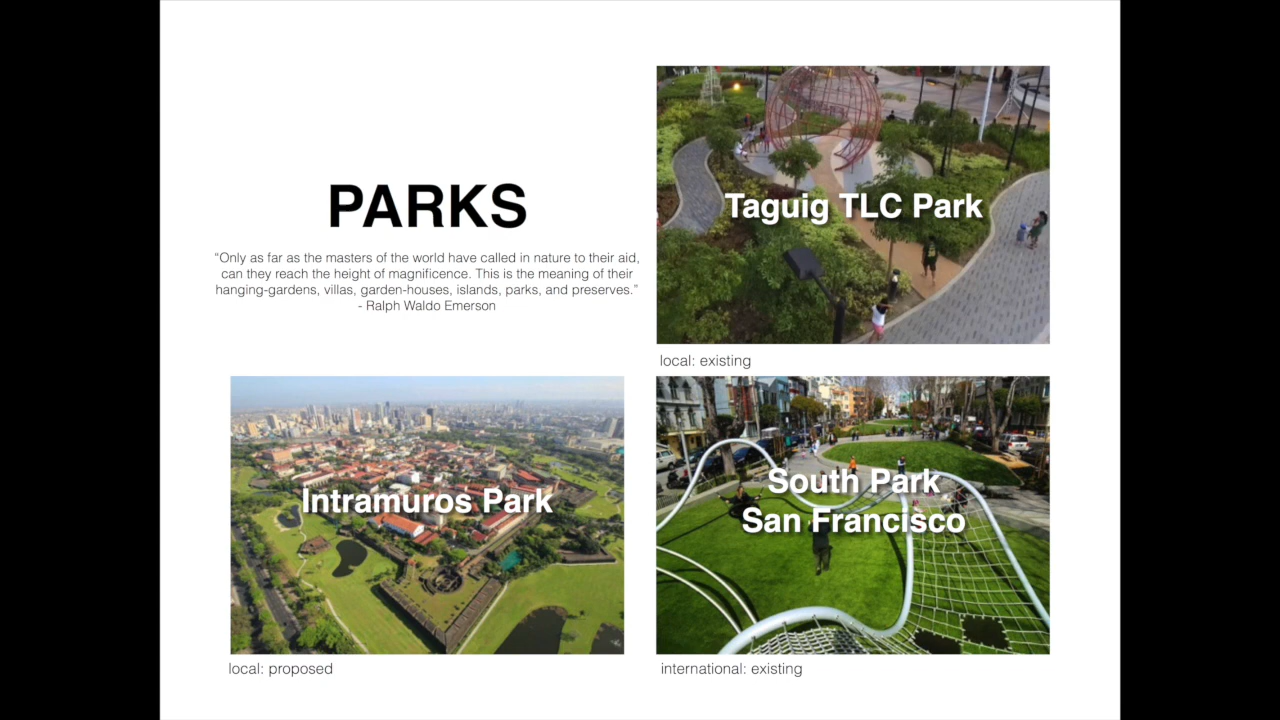 PARKS
“Only as far as the masters of the world have called in nature to their aid,
can they reach the height of magnificence. This is the meaning of their
hanging-gardens, villas, garden-houses, islands, parks, and preserves.”
- Ralph Waldo Emerson
Taguig TLC Park
local: existing
Intramuros Park
local: proposed
South Park
San Francisco
international: existing